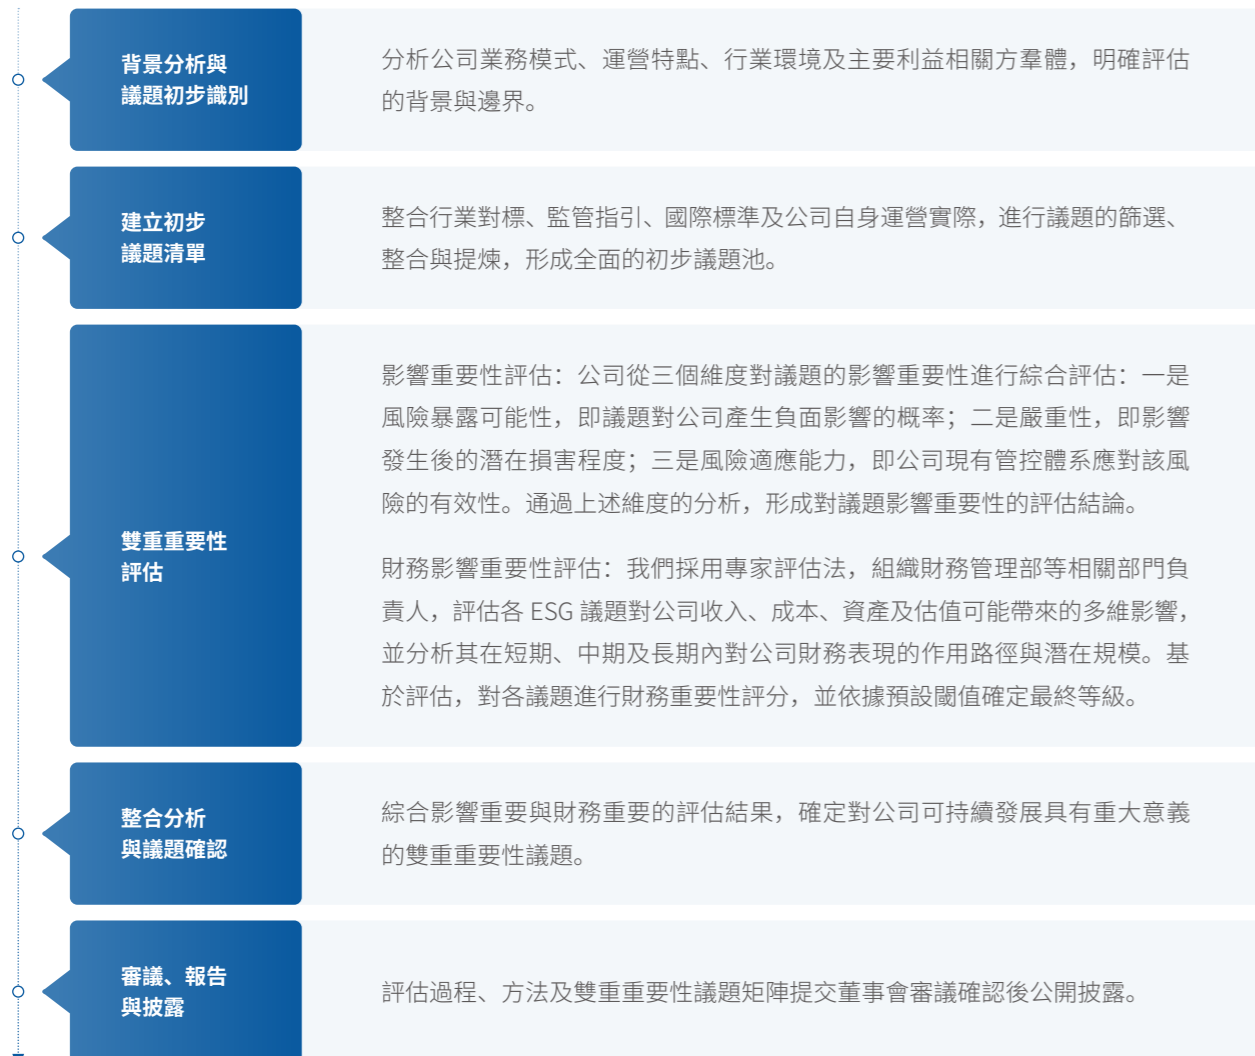 背景分析與
議題初步識別
分析公司業務模式、運營特點、行業環境及主要利益相關方羣體，明確評估
的背景與邊界。
建立初步
議題清單
整合行業對標、監管指引、國際標準及公司自身運營實際，進行議題的篩選、
整合與提煉，形成全面的初步議題池。
雙重重要性
評估
影響重要性評估：公司從三個維度對議題的影響重要性進行綜合評估：一是
風險暴露可能性，即議題對公司產生負面影響的概率；二是嚴重性，即影響
發生後的潛在損害程度；三是風險適應能力，即公司現有管控體系應對該風
險的有效性。通過上述維度的分析，形成對議題影響重要性的評估結論。
財務影響重要性評估：我們採用專家評估法，組織財務管理部等相關部門負
責人，評估各 ESG 議題對公司收入、成本、資產及估值可能帶來的多維影響，
並分析其在短期、中期及長期內對公司財務表現的作用路徑與潛在規模。基
於評估，對各議題進行財務重要性評分，並依據預設閾值確定最終等級。
整合分析
與議題確認
綜合影響重要與財務重要的評估結果，確定對公司可持續發展具有重大意義
的雙重重要性議題。
審議、報告
與披露
評估過程、方法及雙重重要性議題矩陣提交董事會審議確認後公開披露。